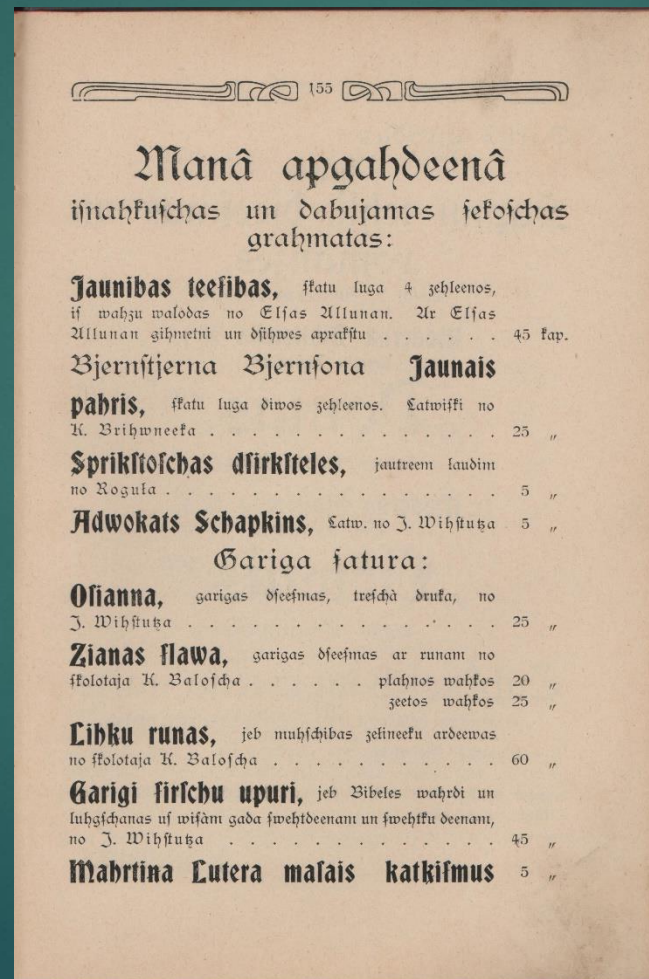 155
Manâ apgahdeenâ
iſnahkuſchas un dabujamas ſekoſchas
grahmatas:
Jaunibas teeſibas, ſkatu luga 4 zehleenos,
iſ wahzu walodas no Elſas Allunan. Ar Elſas
Allunan gihmetni un dſihwes aprakſtu . . . . . . 45 kap.
Bjernſtjerna Bjernſona Jaunais
pahris, ſkatu luga diwos zehleenos. Latwiſki no
K. Brihwneeka . . . . . . . . . . . . . . 25 „
Sprikſtoſchas dſirkſteles, jautreem ļaudim
no Roguļa . . . . . . . . . . . . . . . 5 „
Adwokats Schapkins, Latw. no J. Wihſtutza 5 „
Gariga ſatura:
Oſianna, garigas dſeeſmas, treſchà druka, no
J. Wihſtutza . . . . . . . . . . . . . . 25 „
Zianas ſlawa, garigas dſeeſmas ar runam no
ſkolotaja K. Baloſcha . . . . . . plahnos wahkos 20 „
zeetos wahkos 25 „
Lihku runas, jeb muhſchibas zelineeku ardeewas
no ſkolotaja K. Baloſcha . . . . . . . . . . . 60 „
Garigi ſirſchu upuri, jeb Bibeles wahrdi un
luhgſchanas uſ wiſàm gada ſwehtdeenam un ſwehtku deenam,
no J. Wihſtutza . . . . . . . . . . . . . 45 „
Mahrtina Lutera maſais katkiſmus 5 „